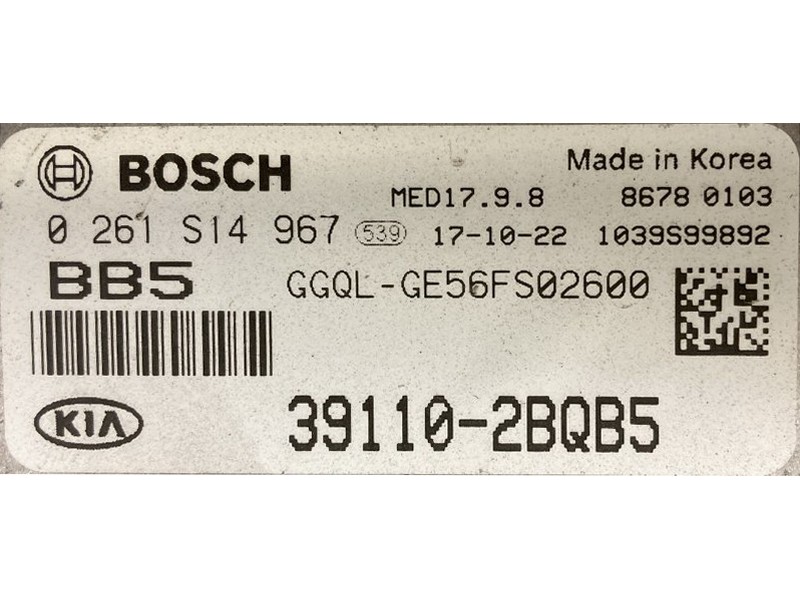 BOSCH
Made in Korea
MED17.9.8 8678 0103
0 261 S14 967 539 17-10-22 1039S99892
BB5 GGQL-GE56FS02600
KIA 39110-2BQB5